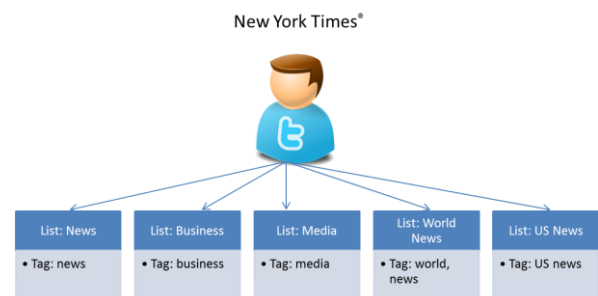 New York Times®
t
List: News
List: Business
List: Media
List: World
News
List: US News
• Tag: news
• Tag: business
• Tag: media
• Tag: world,
news
• Tag: US news